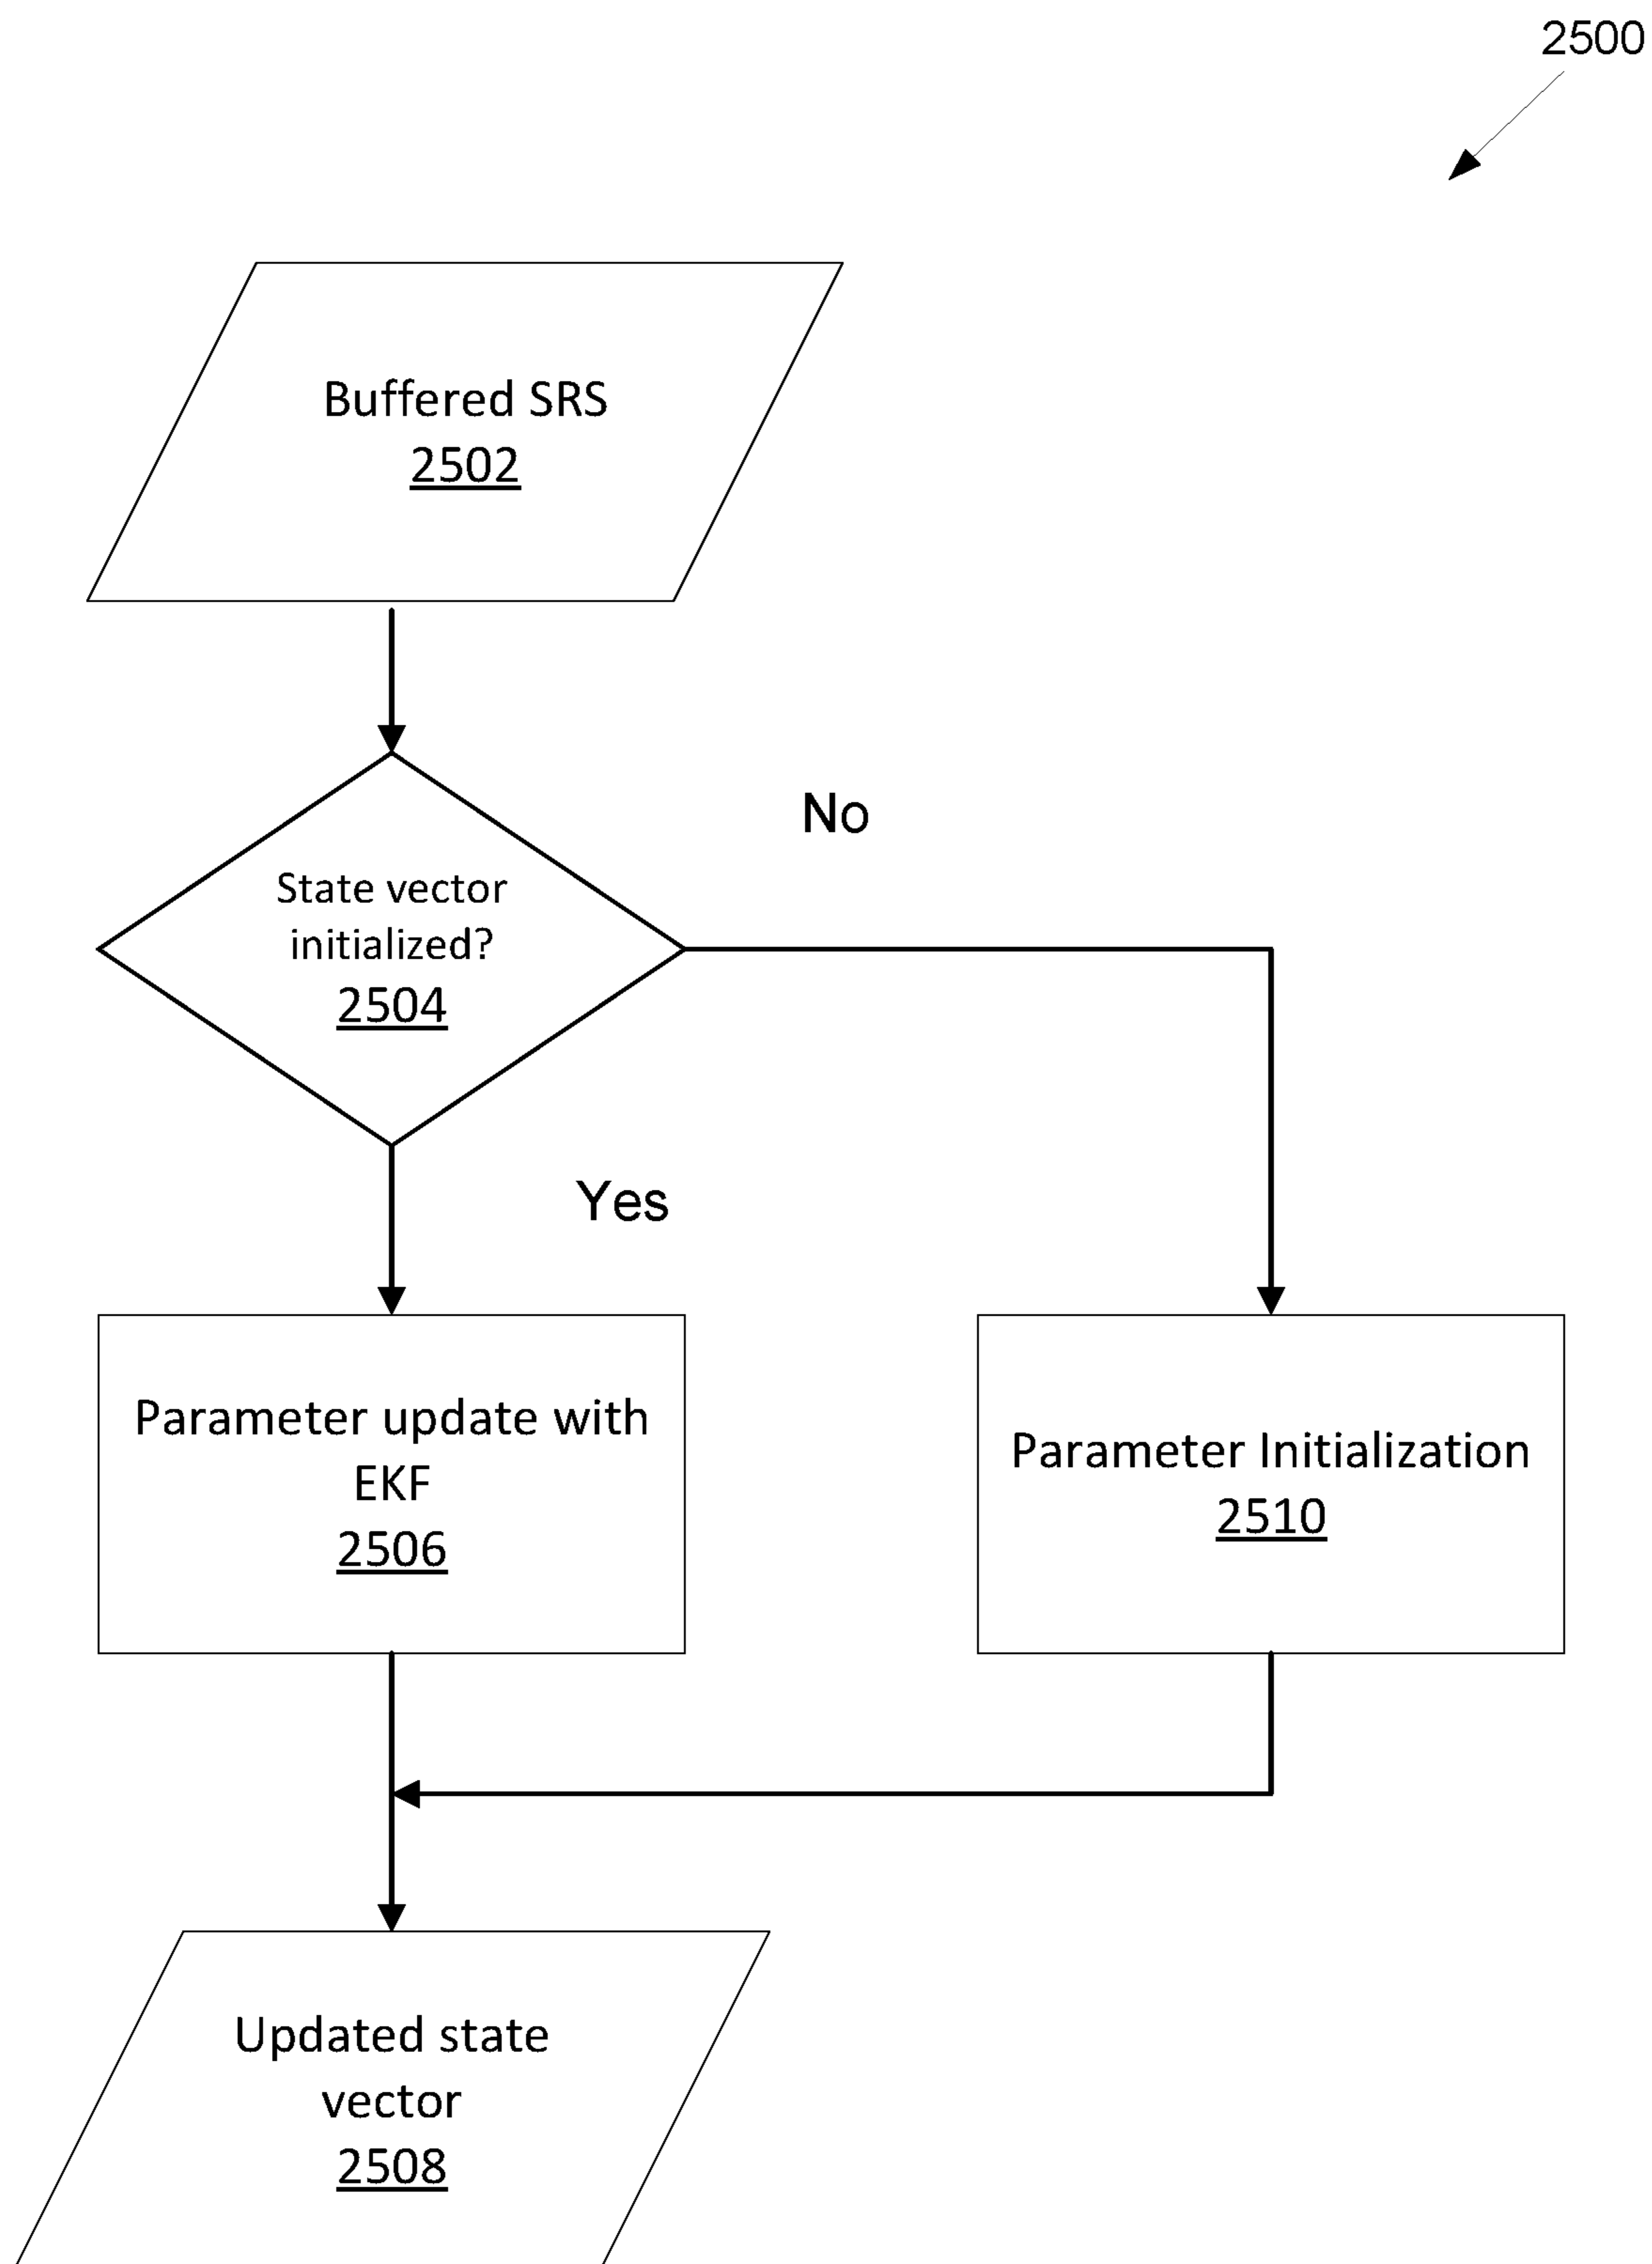 2500
Buffered SRS
2502
No
State vector
initialized?
2504
Yes
Parameter update with
EKF
2506
Parameter Initialization
2510
Updated state
vector
2508